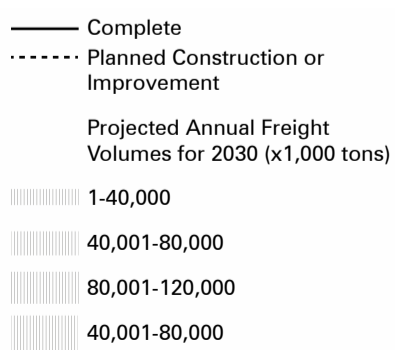 Complete
Planned Construction or
Improvement
Projected Annual Freight
Volumes for 2030 (x1,000 tons)
1-40,000
40,001-80,000
80,001-120,000
40,001-80,000